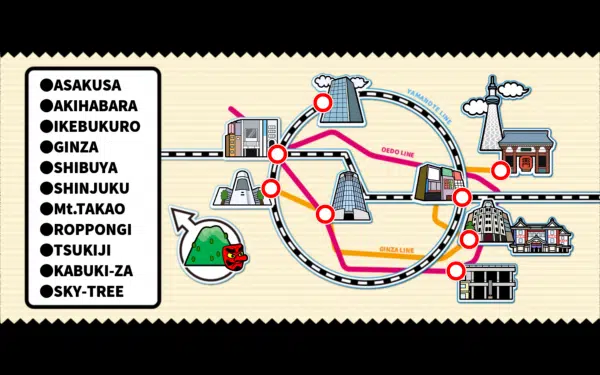 ●ASAKUSA
●AKIHABARA
●IKEBUKURO
●GINZA
●SHIBUYA
●SHINJUKU
●Mt.TAKAO
●ROPPONGI
●TSUKIJI
●KABUKI-ZA
●SKY-TREE
YAMANOTE LINE
OEDO LINE
GINZA LINE